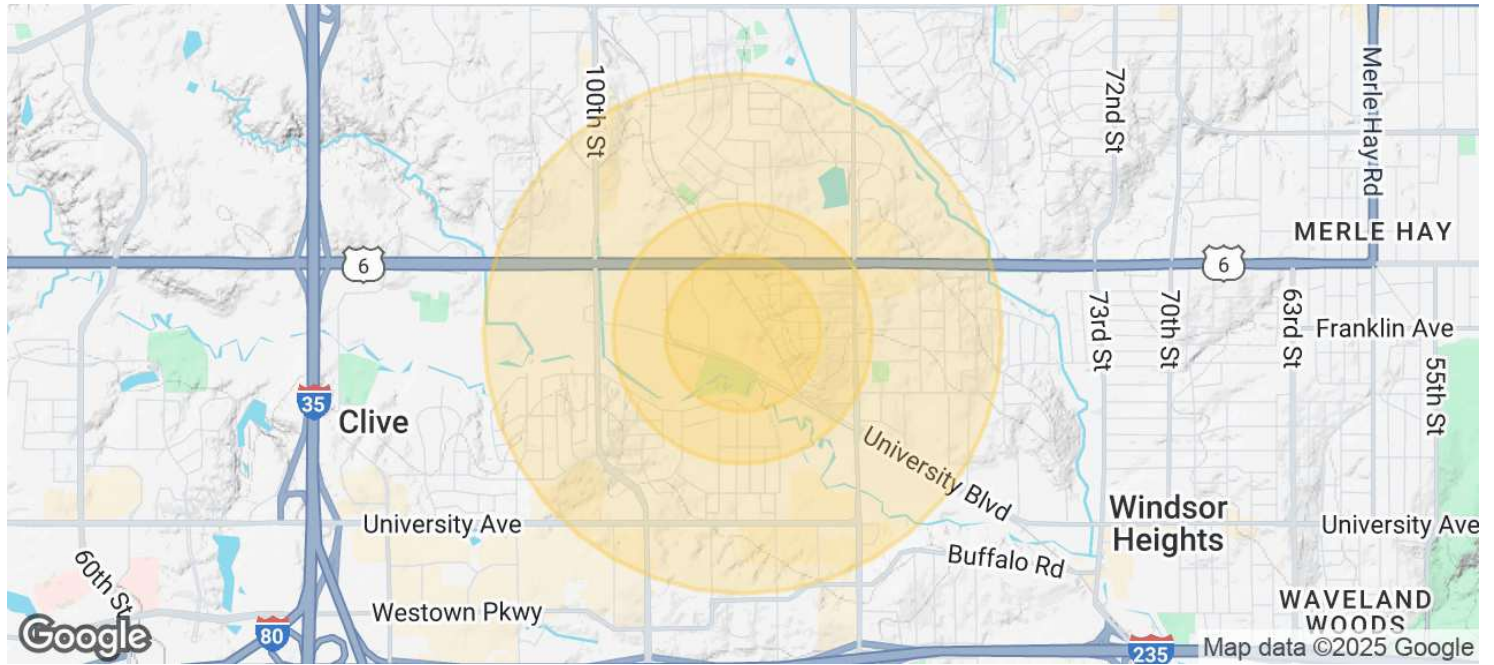 100th St
72nd St
Merle Hay Rd
MERLE HAY
6
6
73rd St
70th St
63rd St
Franklin Ave
55th St
35
Clive
University Blvd
Windsor
Heights
University Ave
University Ave
Buffalo Rd
60th St
Westown Pkwy
WAVELAND
WOODS
Google
80
235
Map data ©2025 Google